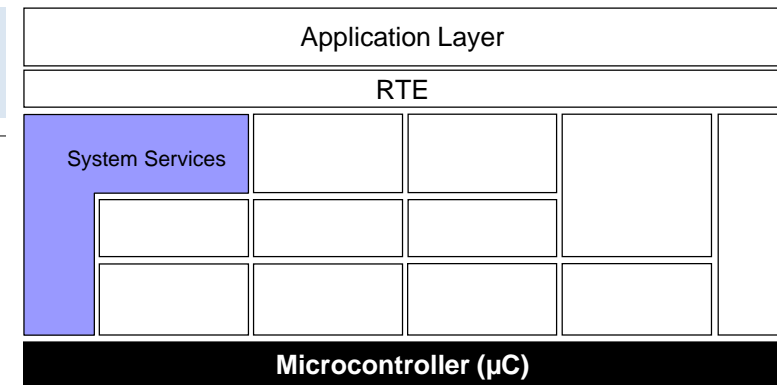 Application Layer
RTE
System Services
Microcontroller (µC)